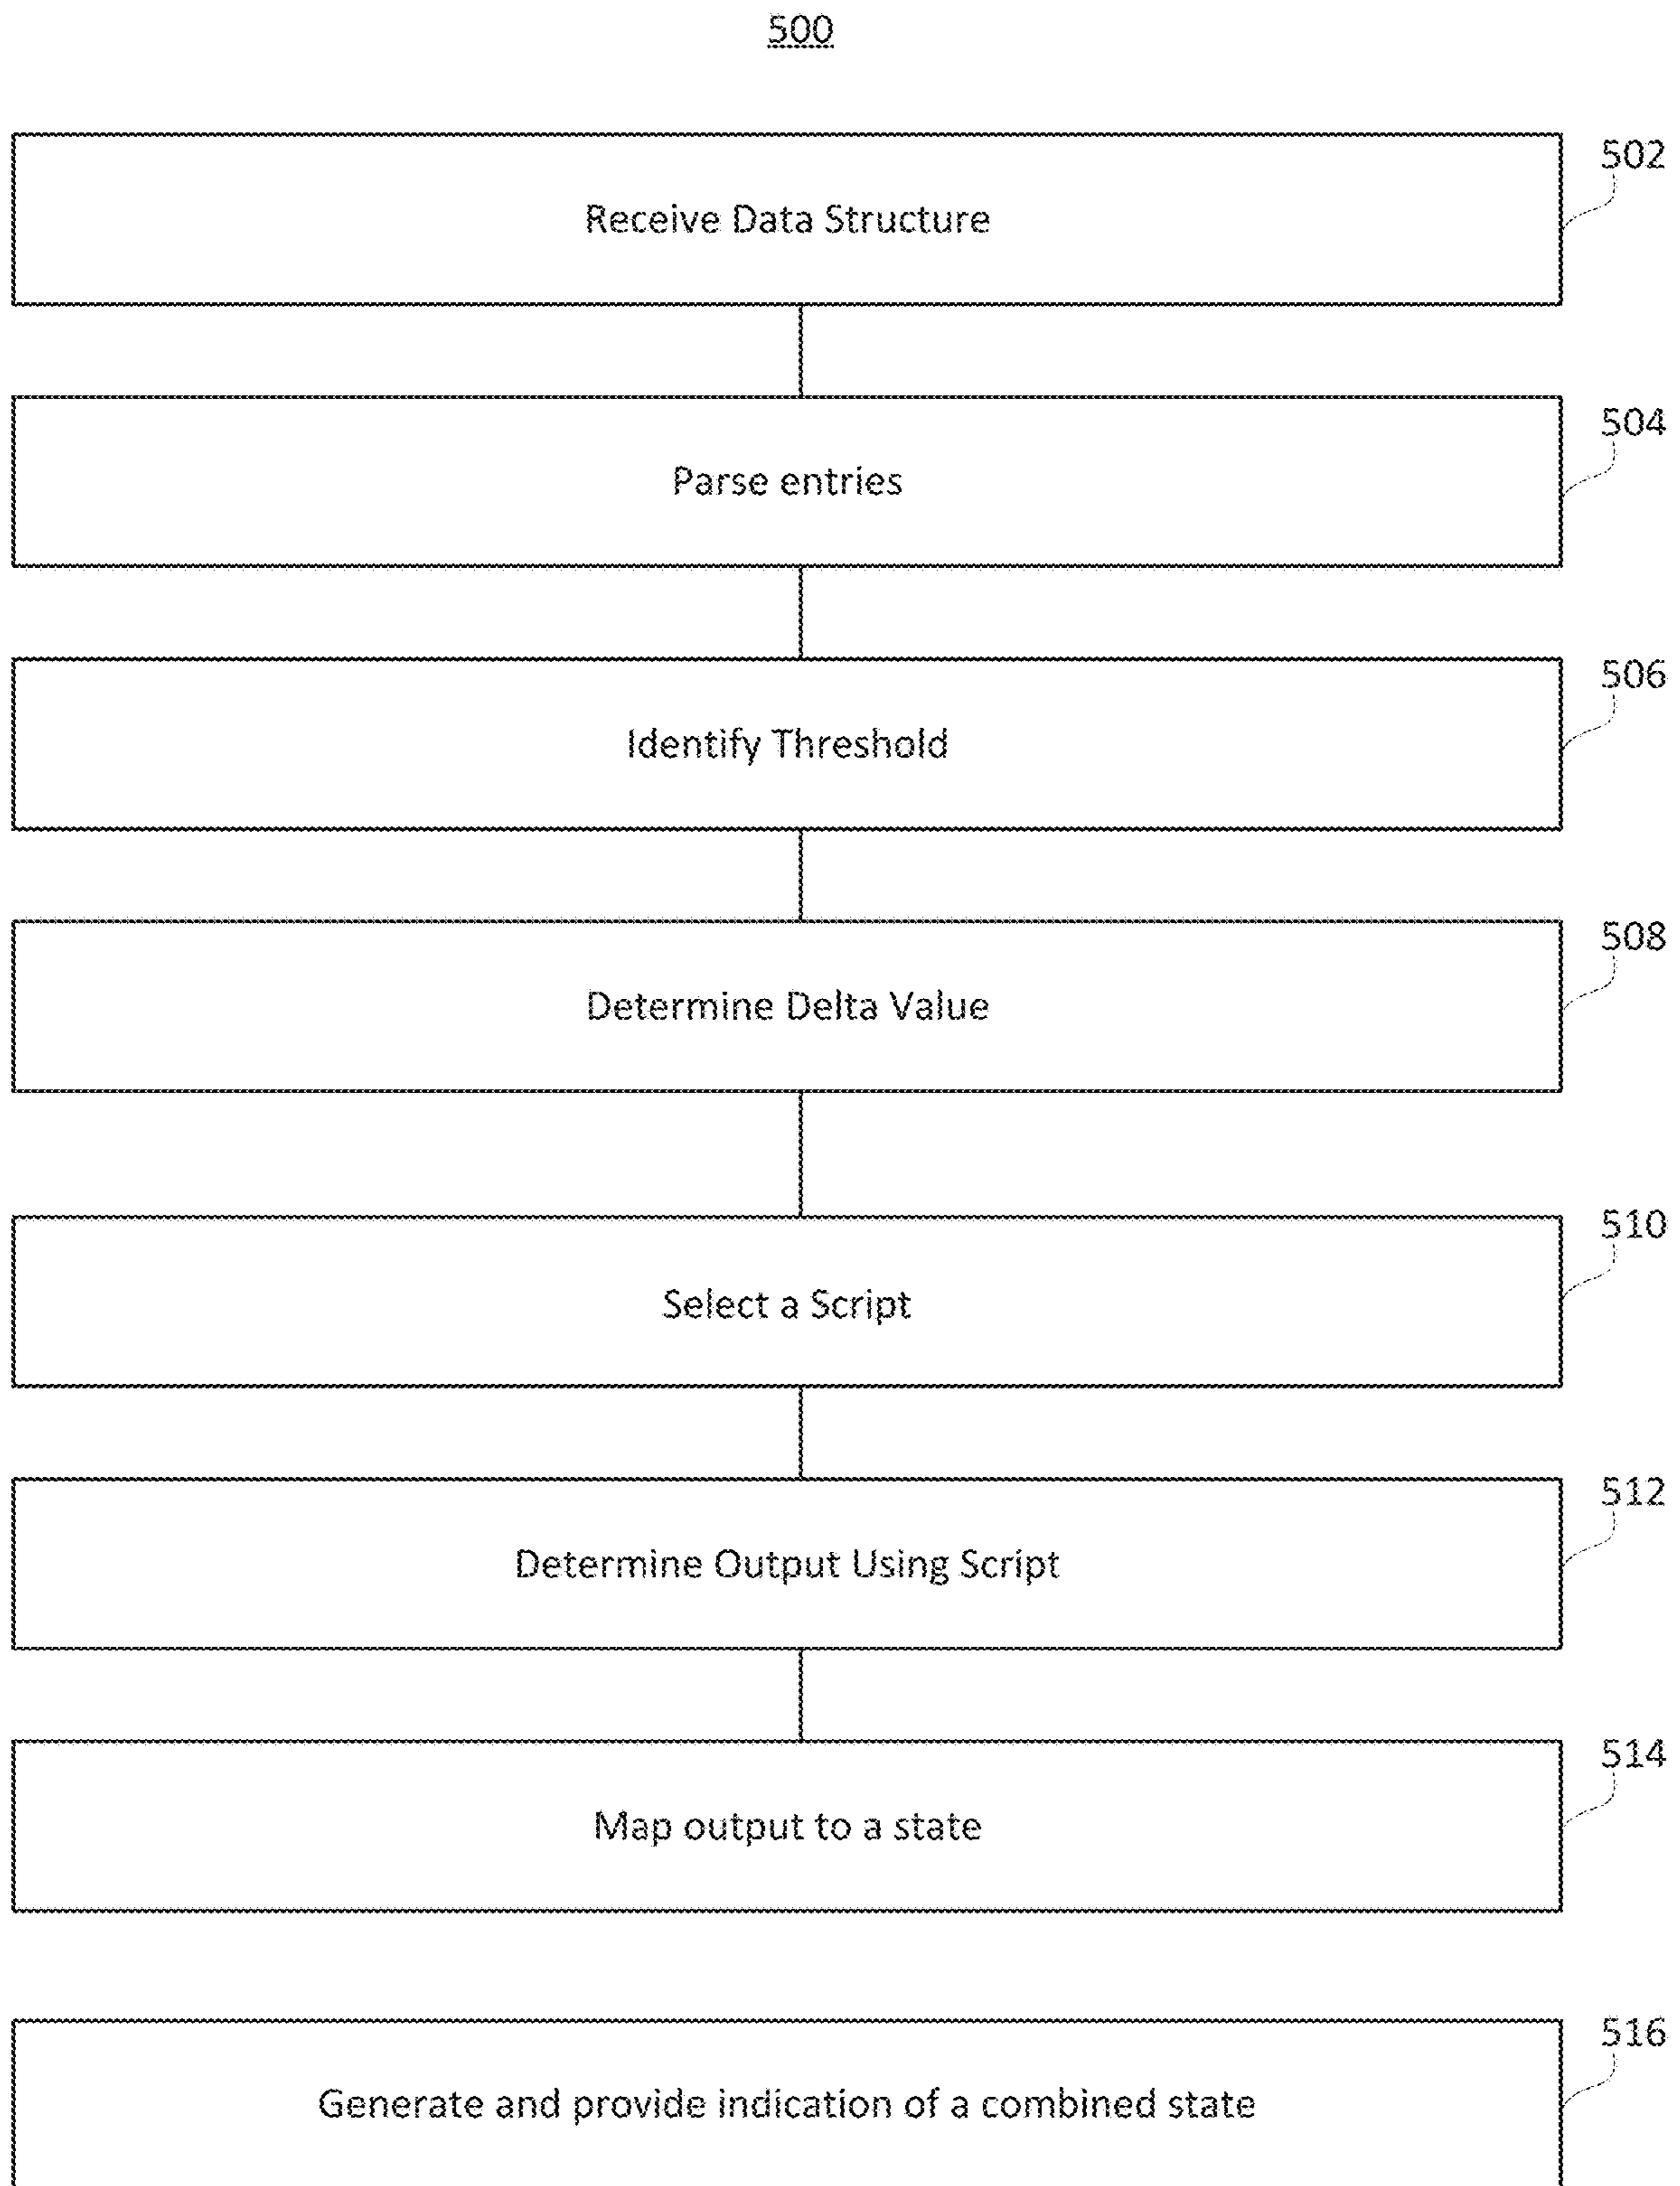 500
502
Receive Data Structure
504
Parse entries
506
Identify Threshold
508
Determine Delta Value
510
Select a Script
512
Determine Output Using Script
514
Map output to a state
516
Generate and provide indication of a combined state